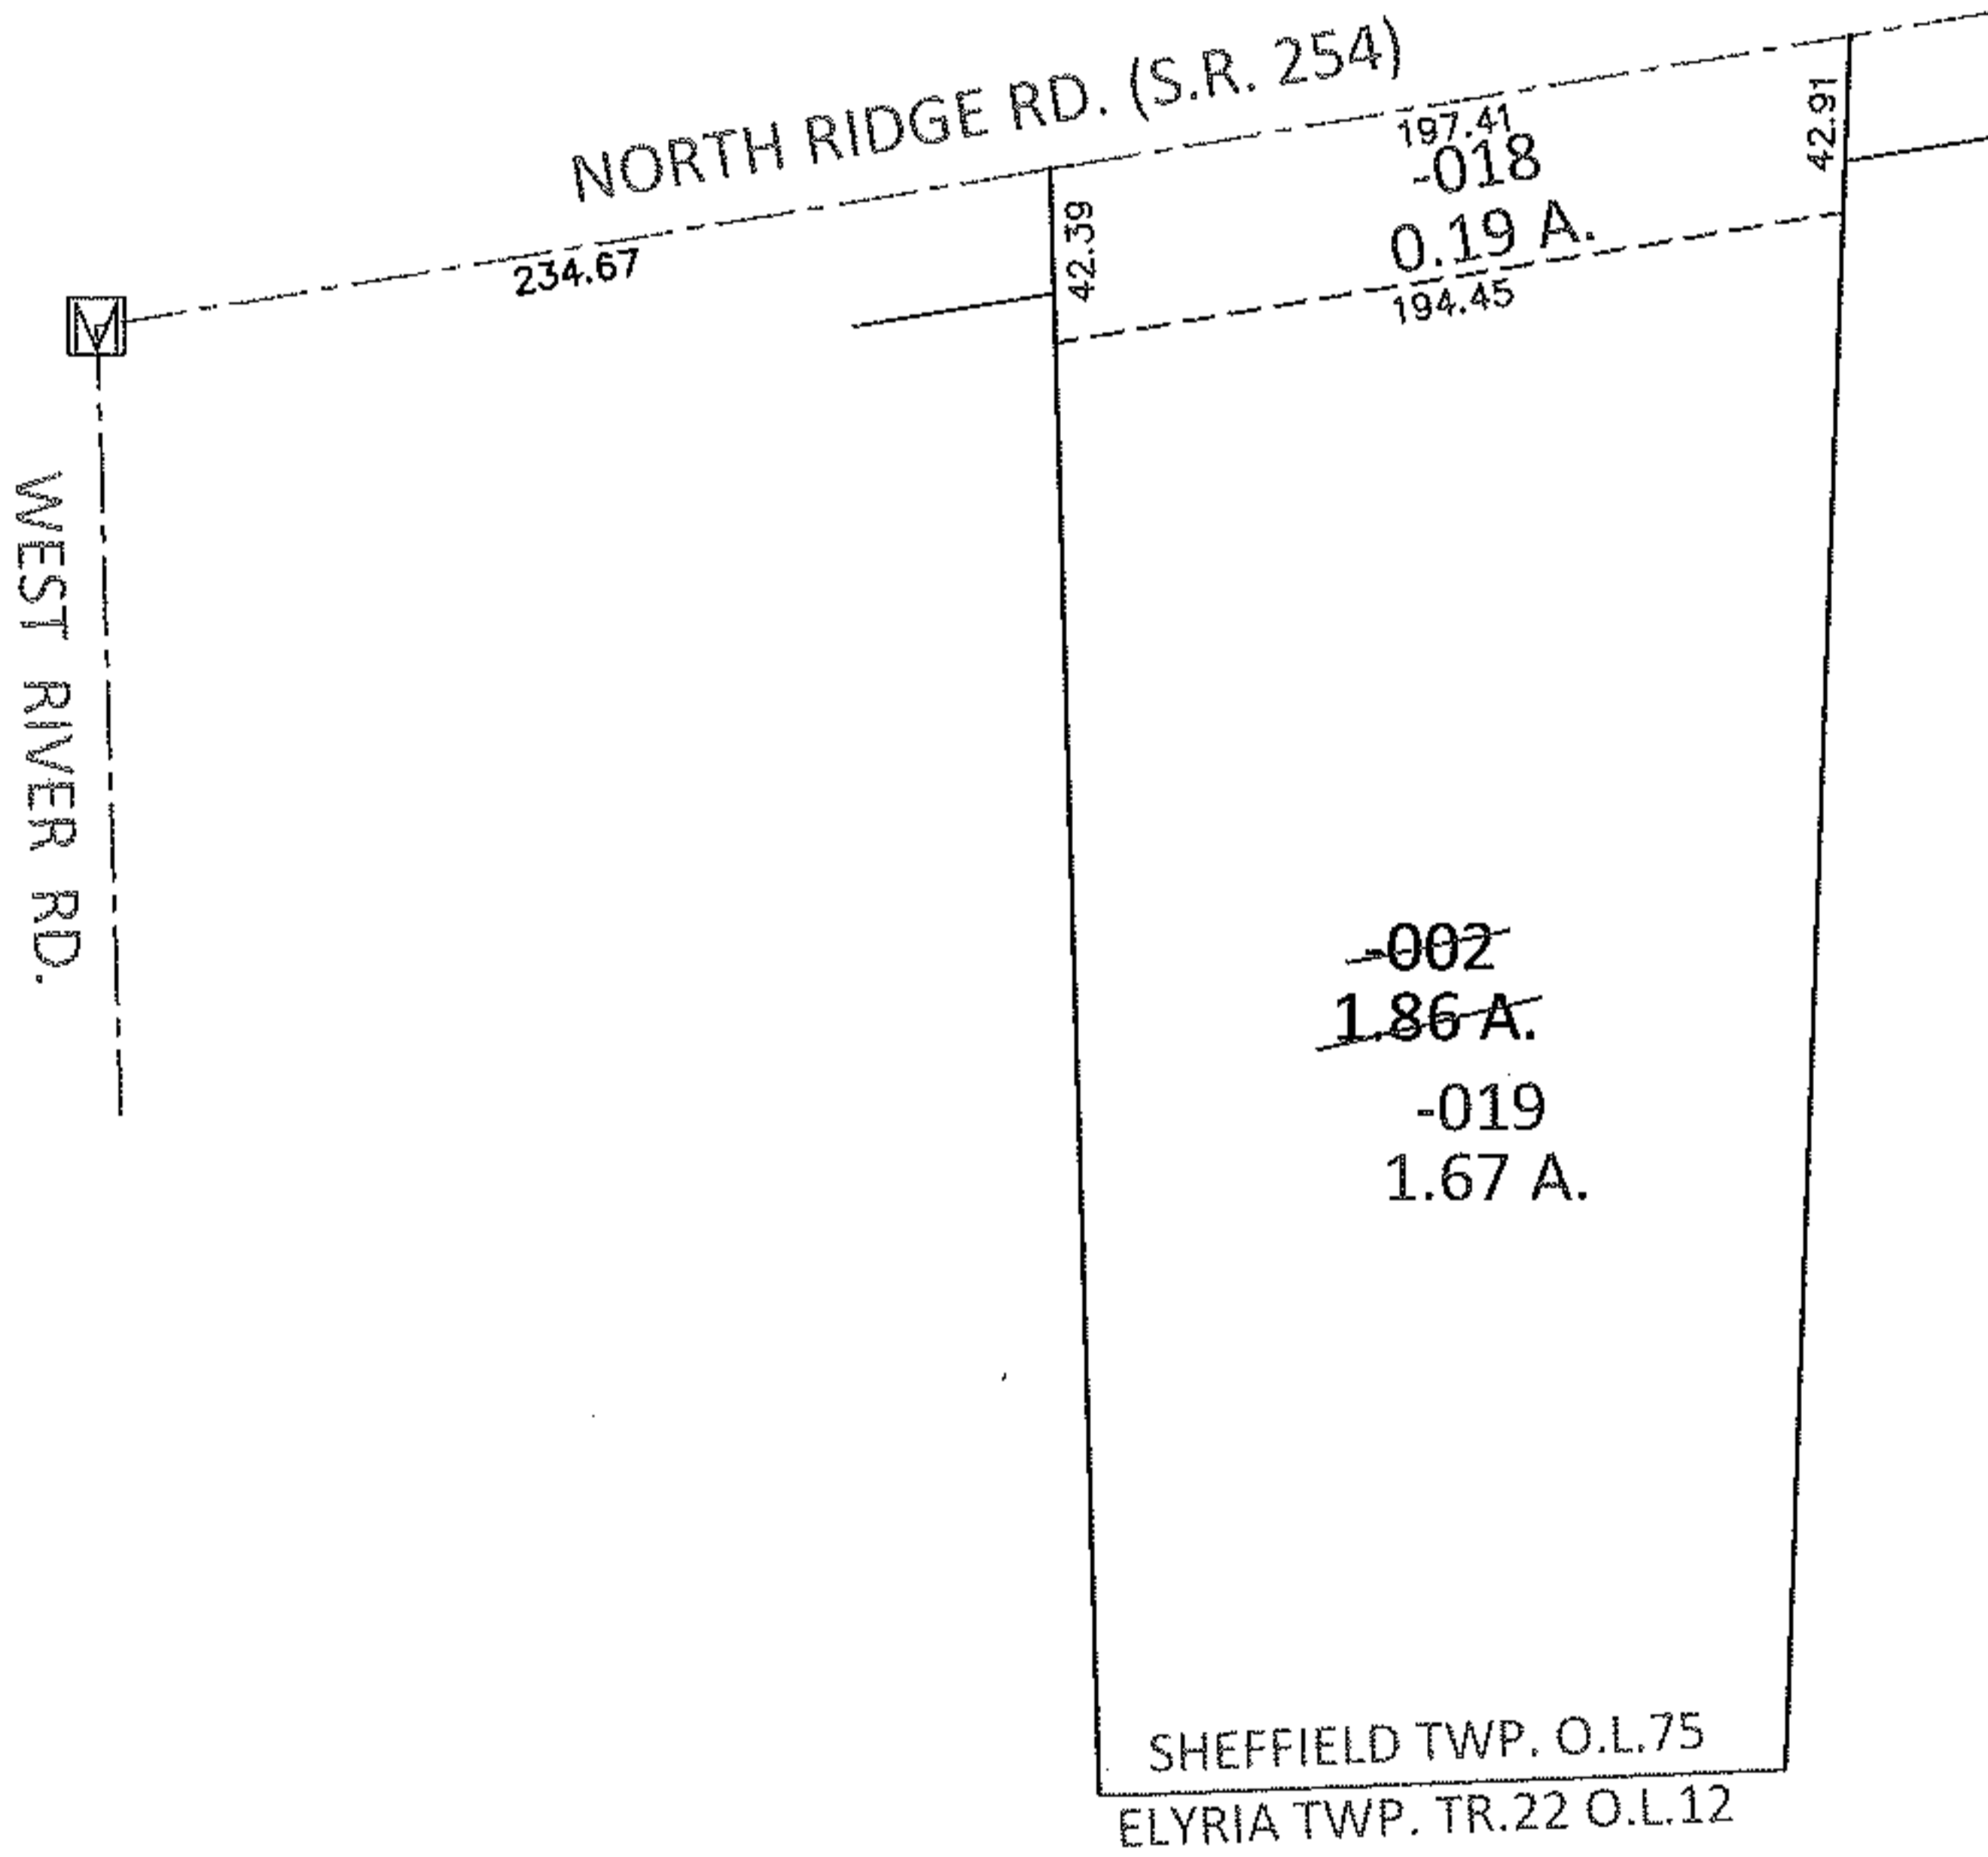 NORTH RIDGE RD. (S.R. 254)
197.41
-018
42.91
42.39
0.19 A.
234.67
194.45
WEST RIVER RD.
-002
1.86 A.
-019
1.67 A.
SHEFFIELD TWP. O.L.75
ELYRIA TWP. TR.22 O.L.12